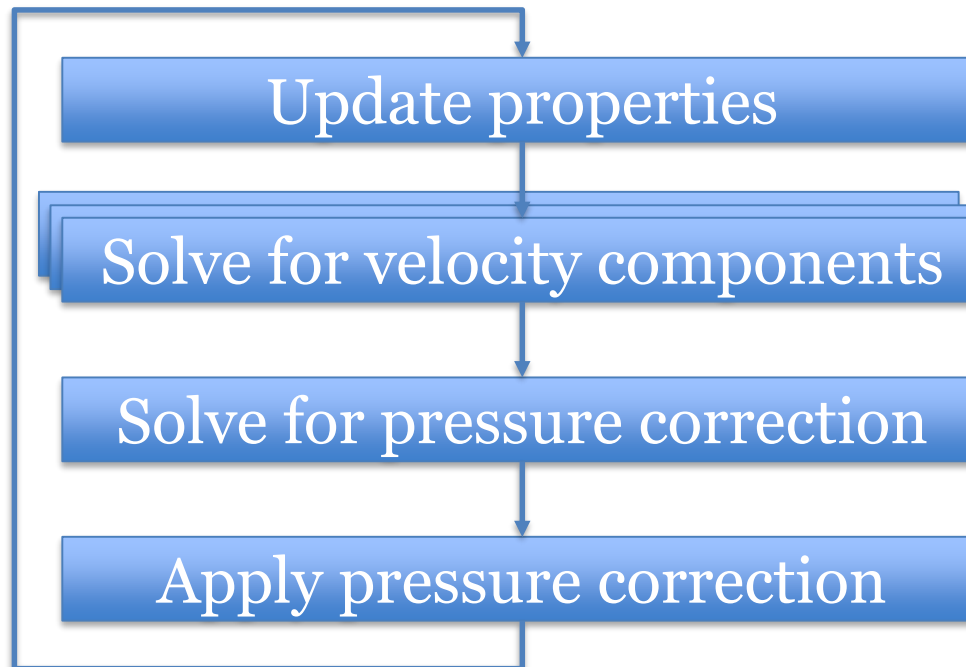 Update properties
Solve for velocity components
Solve for pressure correction
Apply pressure correction